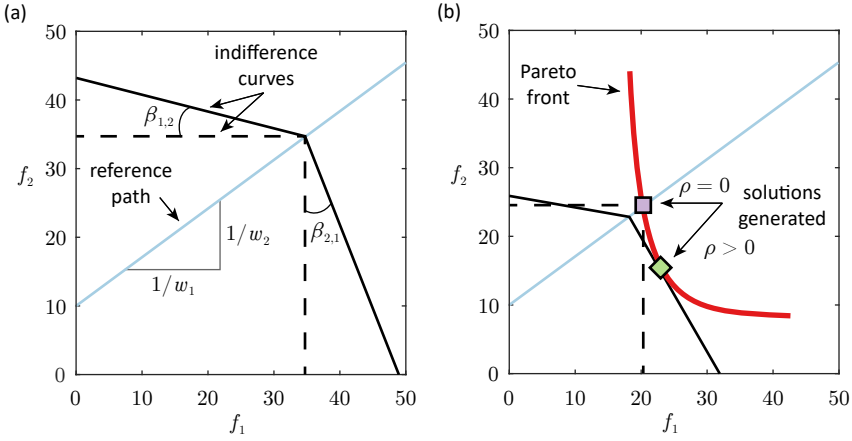 (a)
50
40
30
20
10
0
f₂
indifference
curves
β₁,₂
reference
path
1/w₂
1/w₁
β₂,₁
0 10 20 30 40 50
f₁
(b)
50
40
30
20
10
0
f₂
Pareto
front
ρ = 0
solutions
generated
ρ > 0
0 10 20 30 40 50
f₁